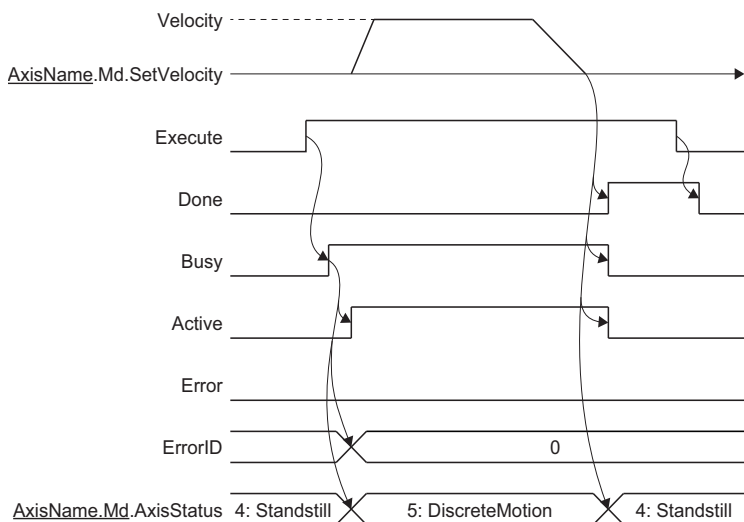 Velocity
AxisName.Md.SetVelocity
Execute
Done
Busy
Active
Error
ErrorID
0
AxisName.Md.AxisStatus
4: Standstill
5: DiscreteMotion
4: Standstill